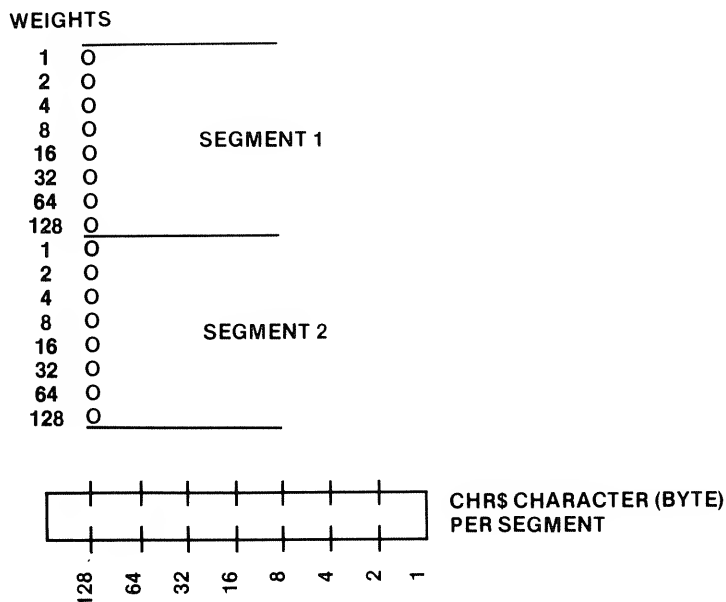 WEIGHTS
1 O
2 O
4 O
8 O
16 O
32 O
64 O
128 O
SEGMENT 1
1 O
2 O
4 O
8 O
16 O
32 O
64 O
128 O
SEGMENT 2
CHR$ CHARACTER (BYTE)
PER SEGMENT
128 64 32 16 8 4 2 1